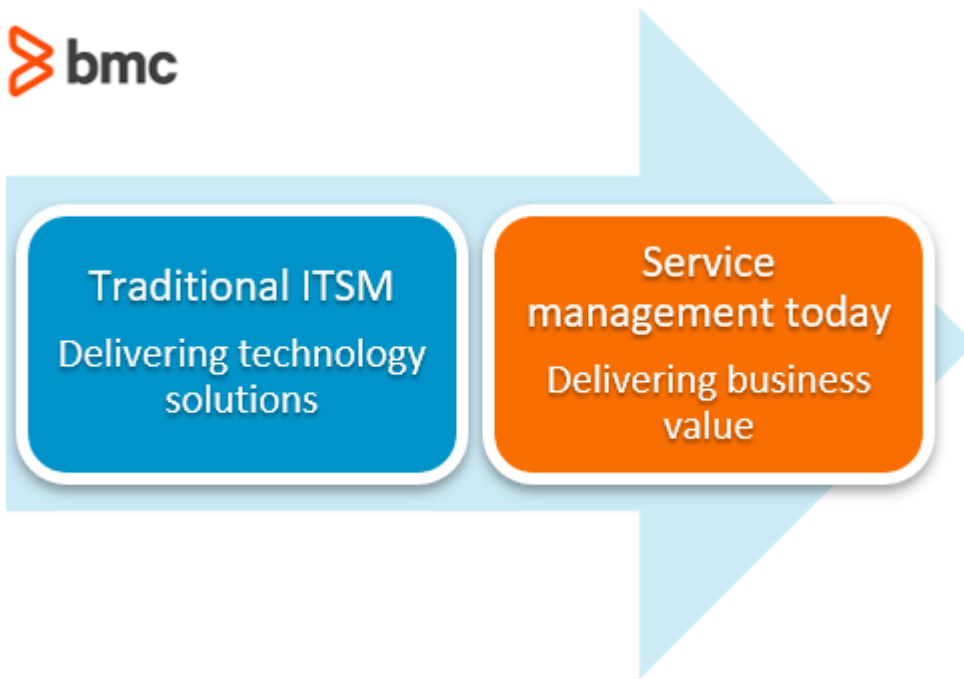 bmc
Traditional ITSM
Delivering technology
solutions
Service
management today
Delivering business
value